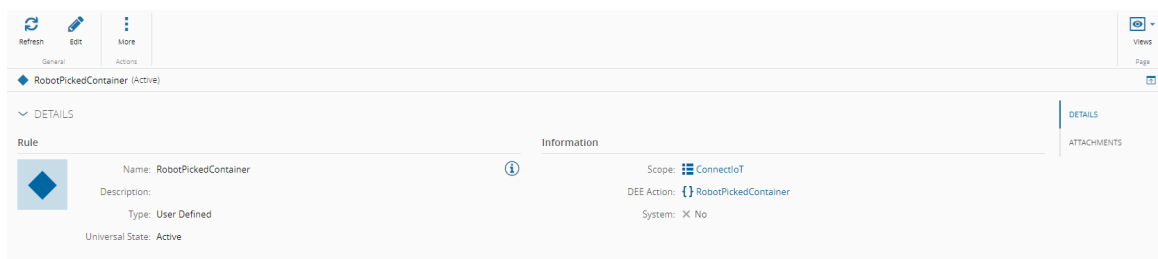 Refresh Edit More Views
General Actions Page
RobotPickedContainer (Active)
DETAILS
DETAILS
ATTACHMENTS
Rule Information
Name: RobotPickedContainer Scope: ConnectIoT
Description: DEE Action: {} RobotPickedContainer
Type: User Defined System: No
Universal State: Active